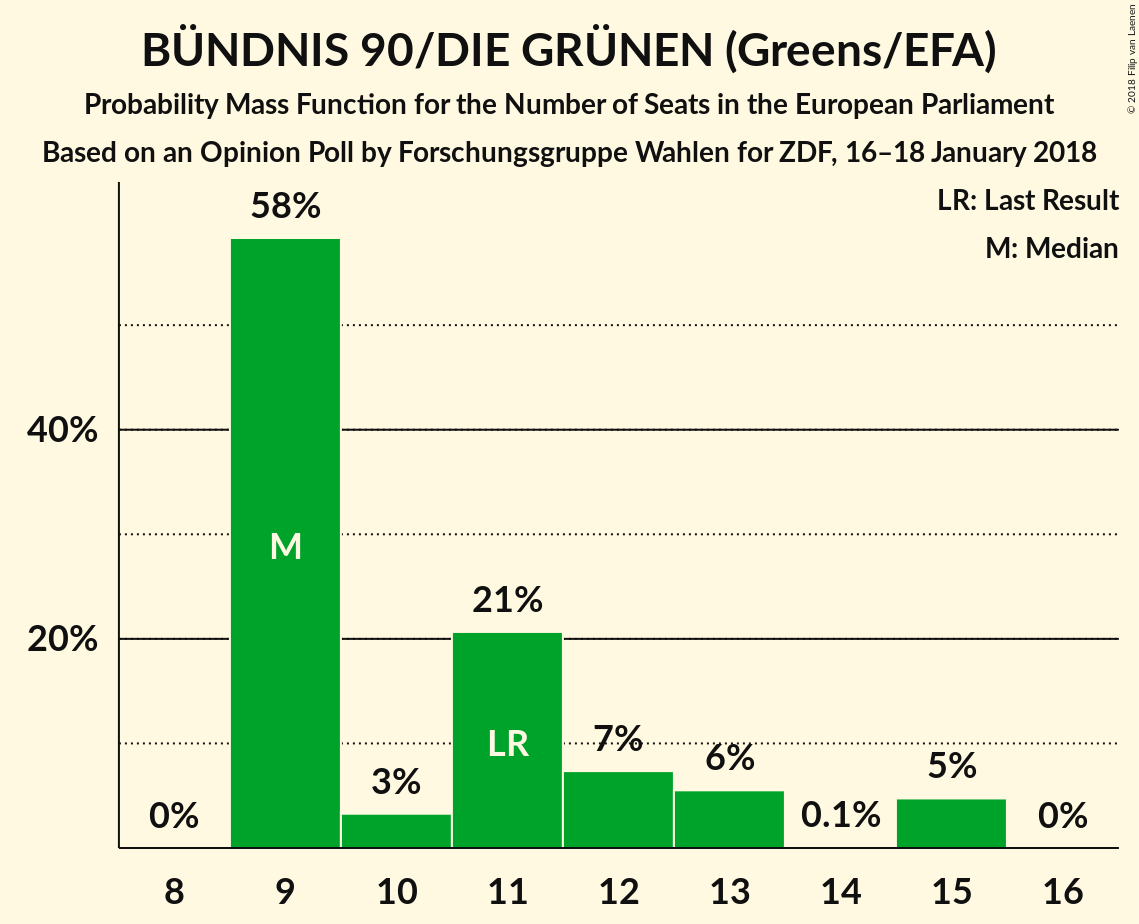 BÜNDNIS 90/DIE GRÜNEN (Greens/EFA)
Probability Mass Function for the Number of Seats in the European Parliament
Based on an Opinion Poll by Forschungsgruppe Wahlen for ZDF, 16–18 January 2018
© 2018 Filip van Laenen
LR: Last Result
M: Median
58%
40%
M
21%
20%
LR
7%
6%
5%
3%
0%
0.1%
0%
8 9 10 11 12 13 14 15 16